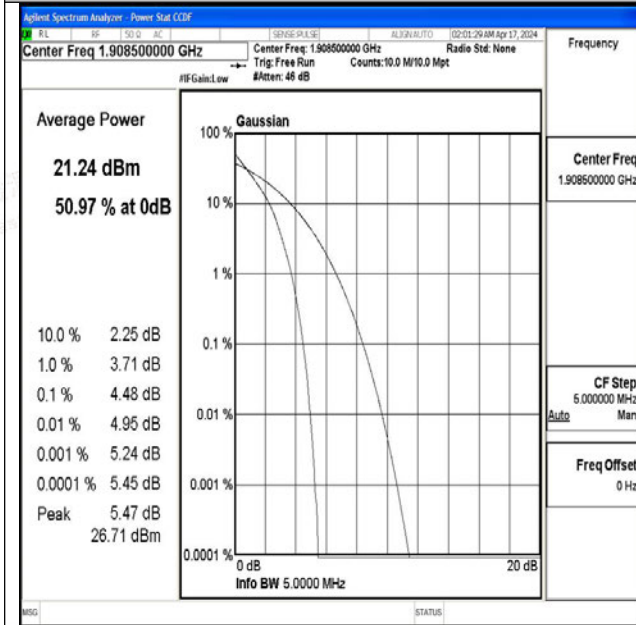 Agilent Spectrum Analyzer - Power Stat CCDF
RL RF 50 Ω AC SENSE:PULSE ALIGNAUTO 02:01:29 AM Apr 17, 2024
Center Freq 1.908500000 GHz
Center Freq: 1.908500000 GHz Radio Std: None
Trig: Free Run Counts:10.0 M/10.0 Mpt
#IFGain:Low #Atten: 46 dB
Frequency
Average Power
21.24 dBm
50.97 % at 0dB
10.0 % 2.25 dB
1.0 % 3.71 dB
0.1 % 4.48 dB
0.01 % 4.95 dB
0.001 % 5.24 dB
0.0001 % 5.45 dB
Peak 5.47 dB
26.71 dBm
Gaussian
100 %
10 %
1 %
0.1 %
0.01 %
0.001 %
0.0001 %
0 dB 20 dB
Info BW 5.0000 MHz
Center Freq
1.908500000 GHz
CF Step
5.000000 MHz
Auto Man
Freq Offset
0 Hz
MSG STATUS